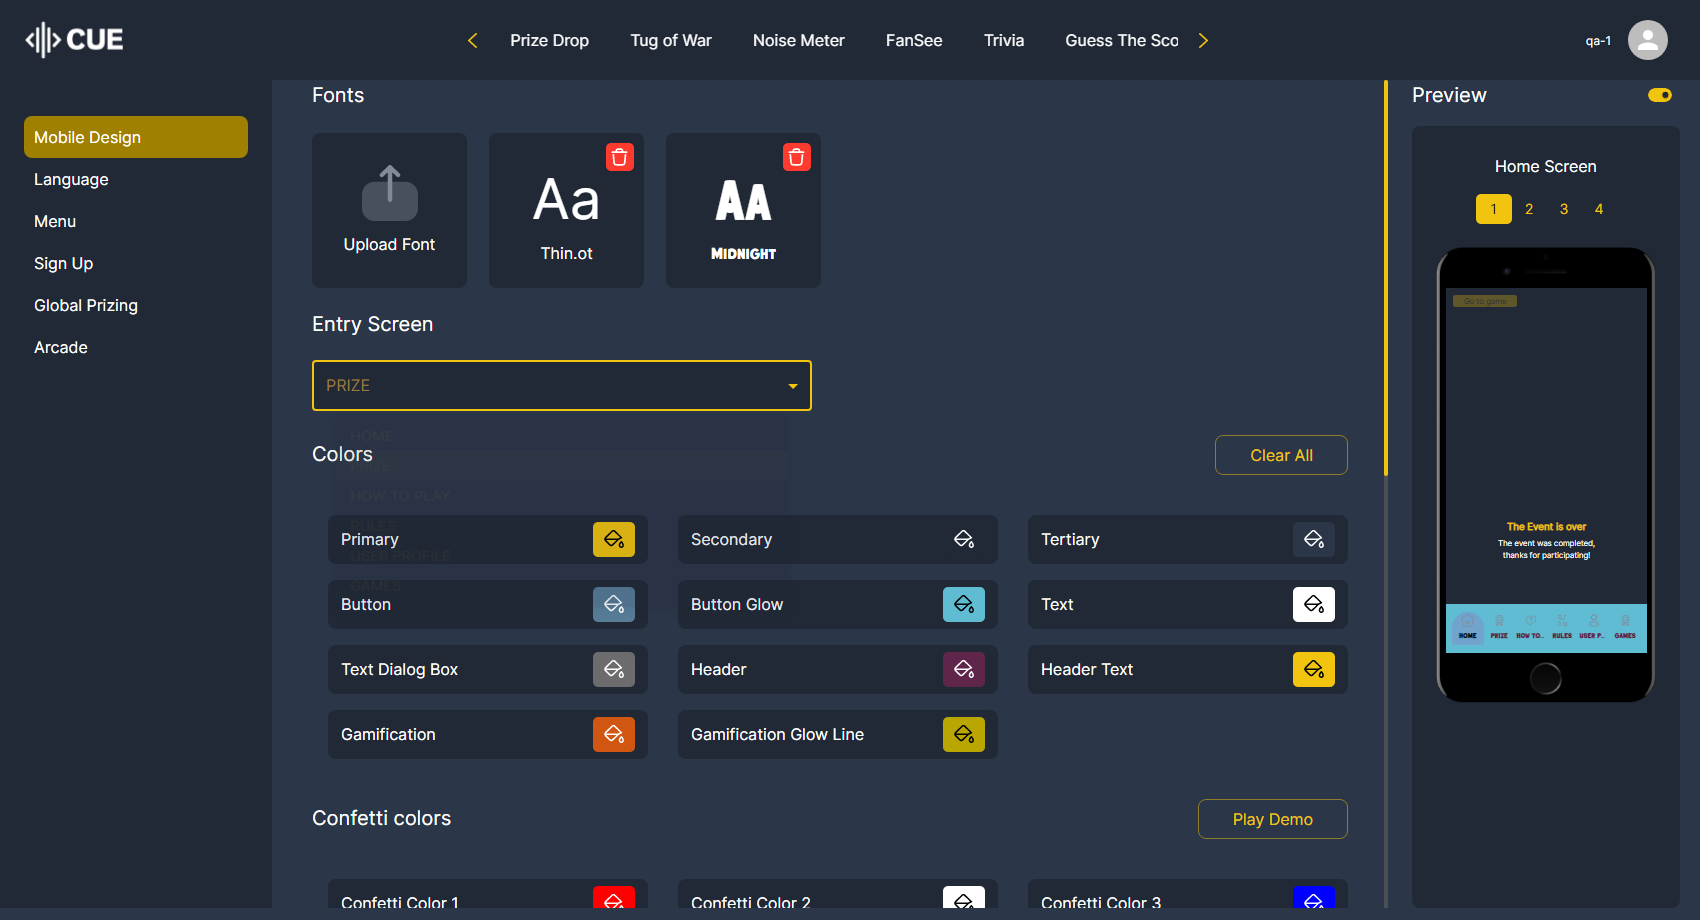 CUE
Prize Drop
Tug of War
Noise Meter
FanSee
Trivia
Guess The Sco
qa-1
Mobile Design
Language
Menu
Sign Up
Global Prizing
Arcade
Fonts
Upload Font
Aa
Thin.ot
AA
MIDNIGHT
Entry Screen
PRIZE
HOME
PRIZE
HOW TO PLAY
RULES
USER PROFILE
GAMES
Colors
Clear All
Primary
Secondary
Tertiary
Button
Button Glow
Text
Text Dialog Box
Header
Header Text
Gamification
Gamification Glow Line
Confetti colors
Play Demo
Confetti Color 1
Confetti Color 2
Confetti Color 3
Preview
Home Screen
1 2 3 4
Go to game
The Event is over
The event was completed,
thanks for participating!
HOME PRIZE HOW TO.. RULES USER P.. GAMES